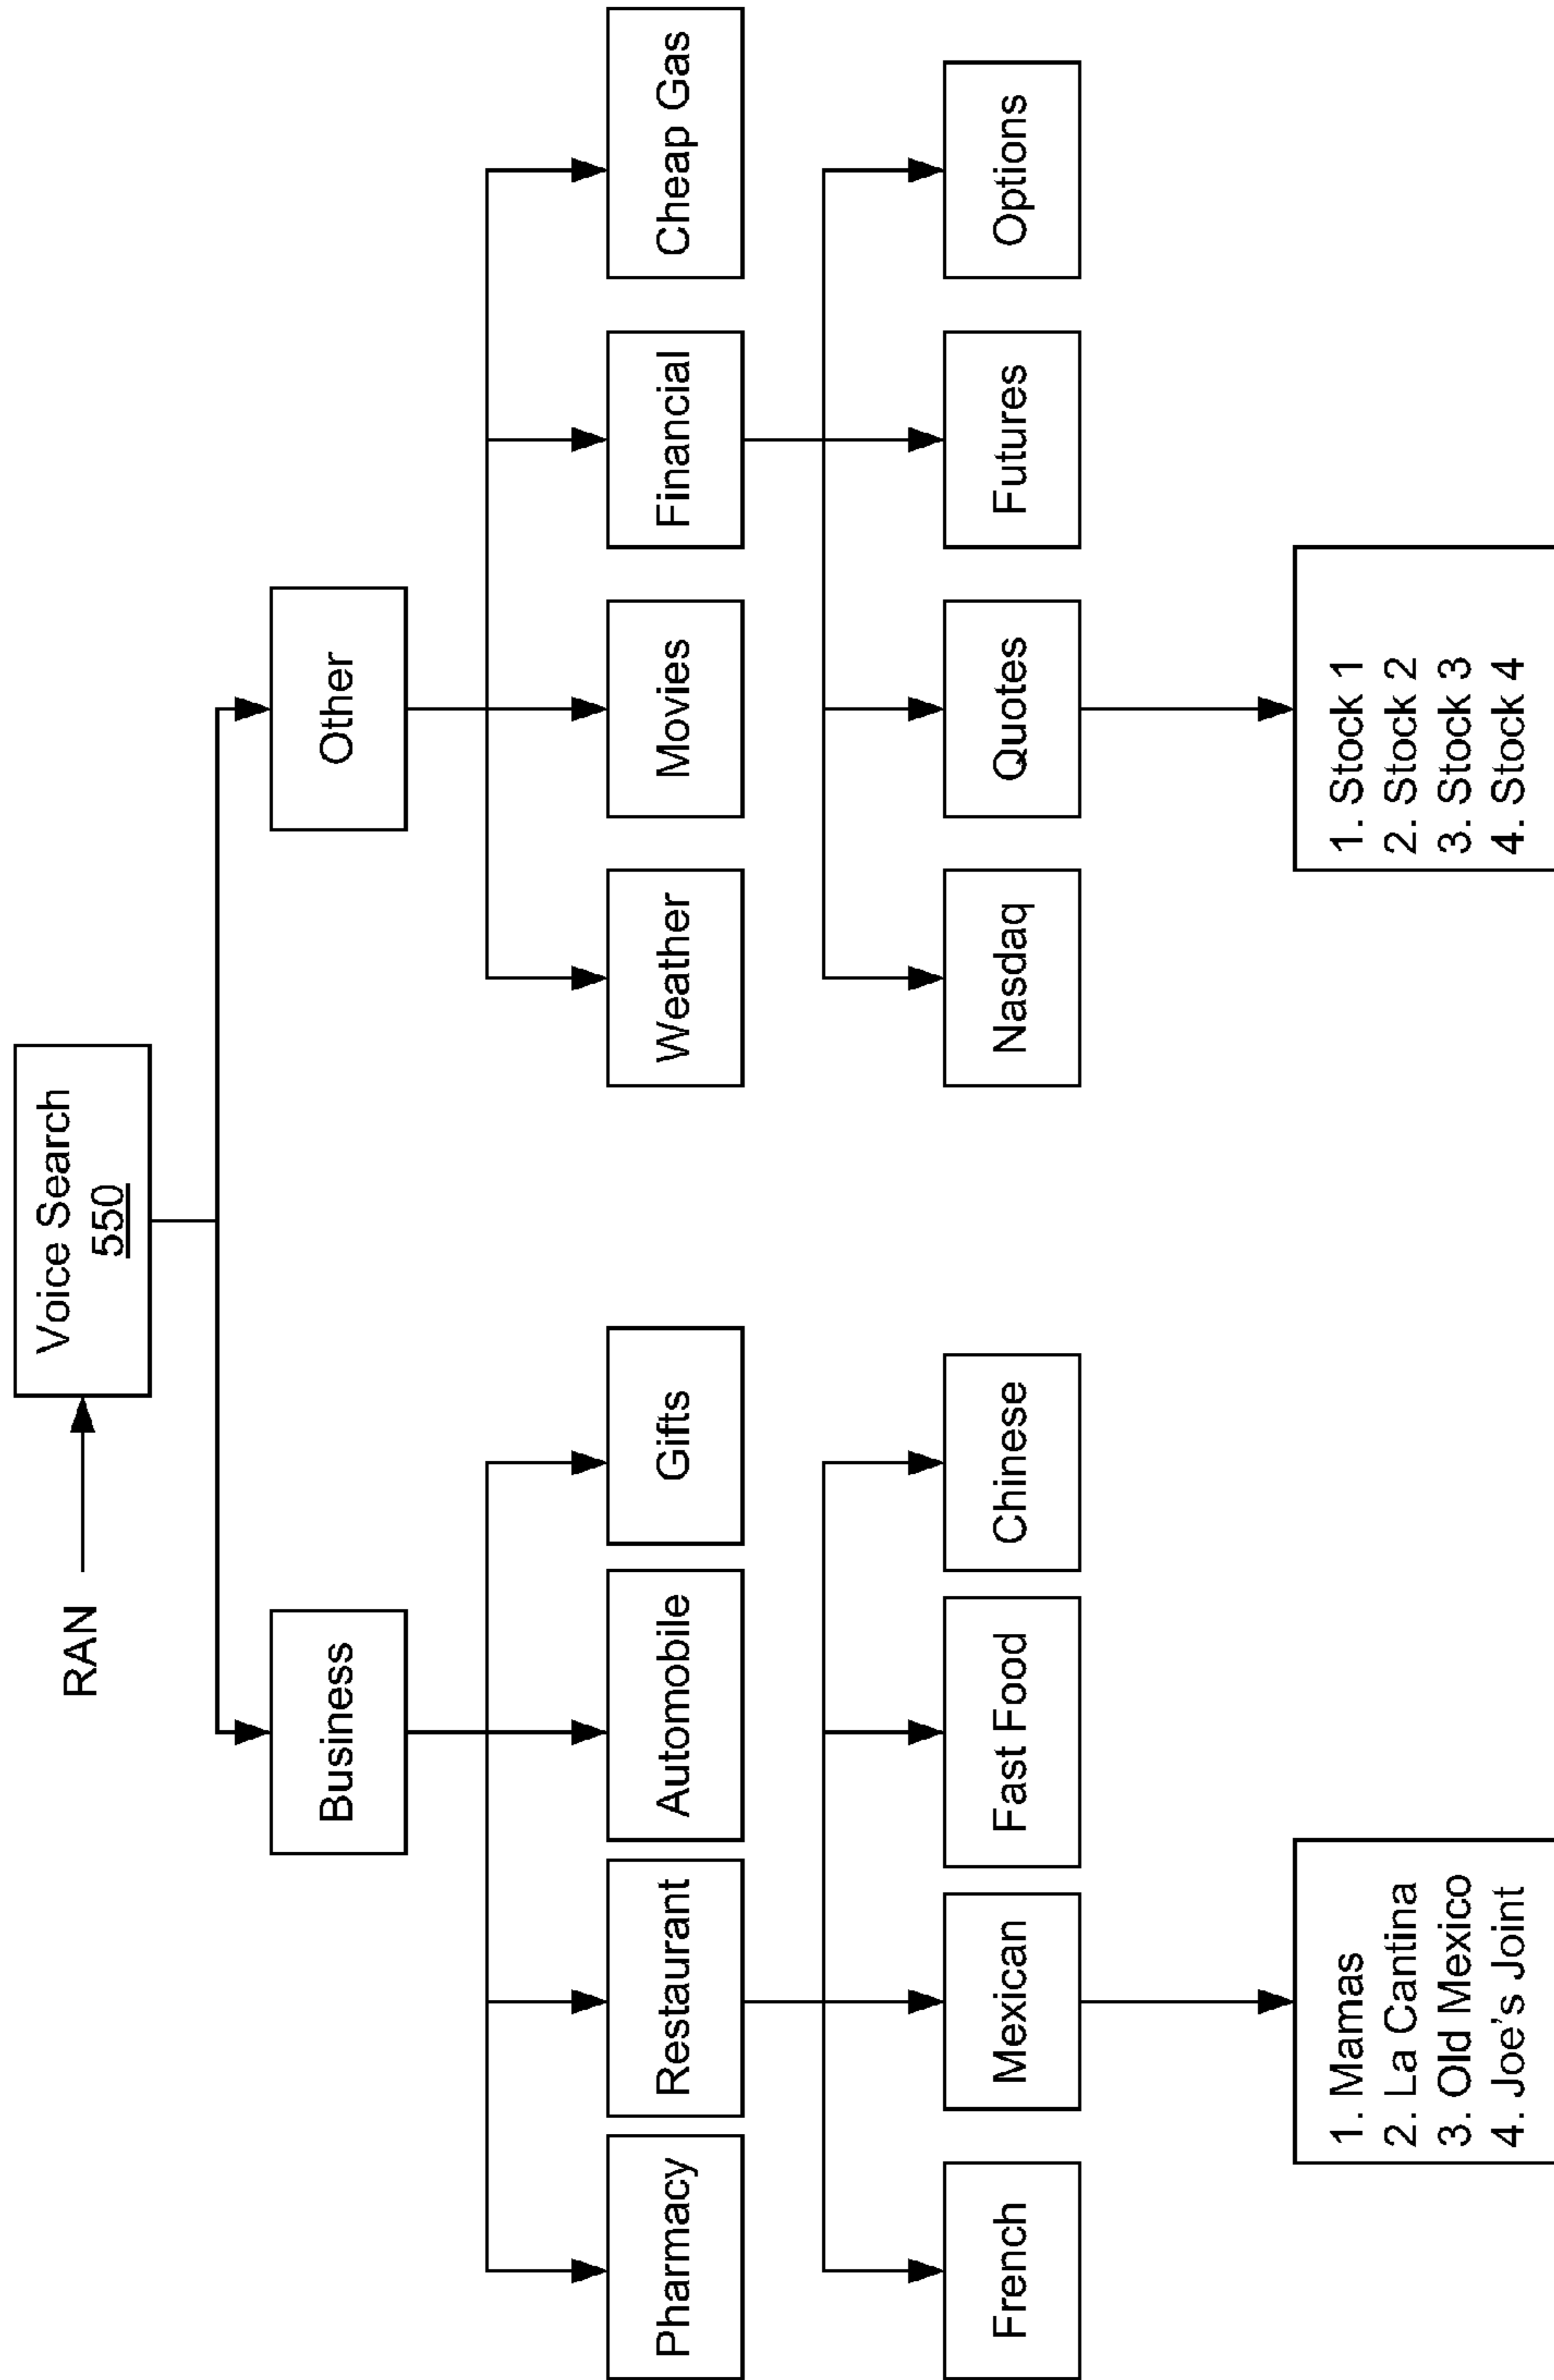 RAN
Voice Search
550
Business
Other
Pharmacy
Restaurant
Automobile
Gifts
Weather
Movies
Financial
Cheap Gas
French
Mexican
Fast Food
Chinese
Nasdaq
Quotes
Futures
Options
1. Mamas
2. La Cantina
3. Old Mexico
4. Joe's Joint
1. Stock 1
2. Stock 2
3. Stock 3
4. Stock 4